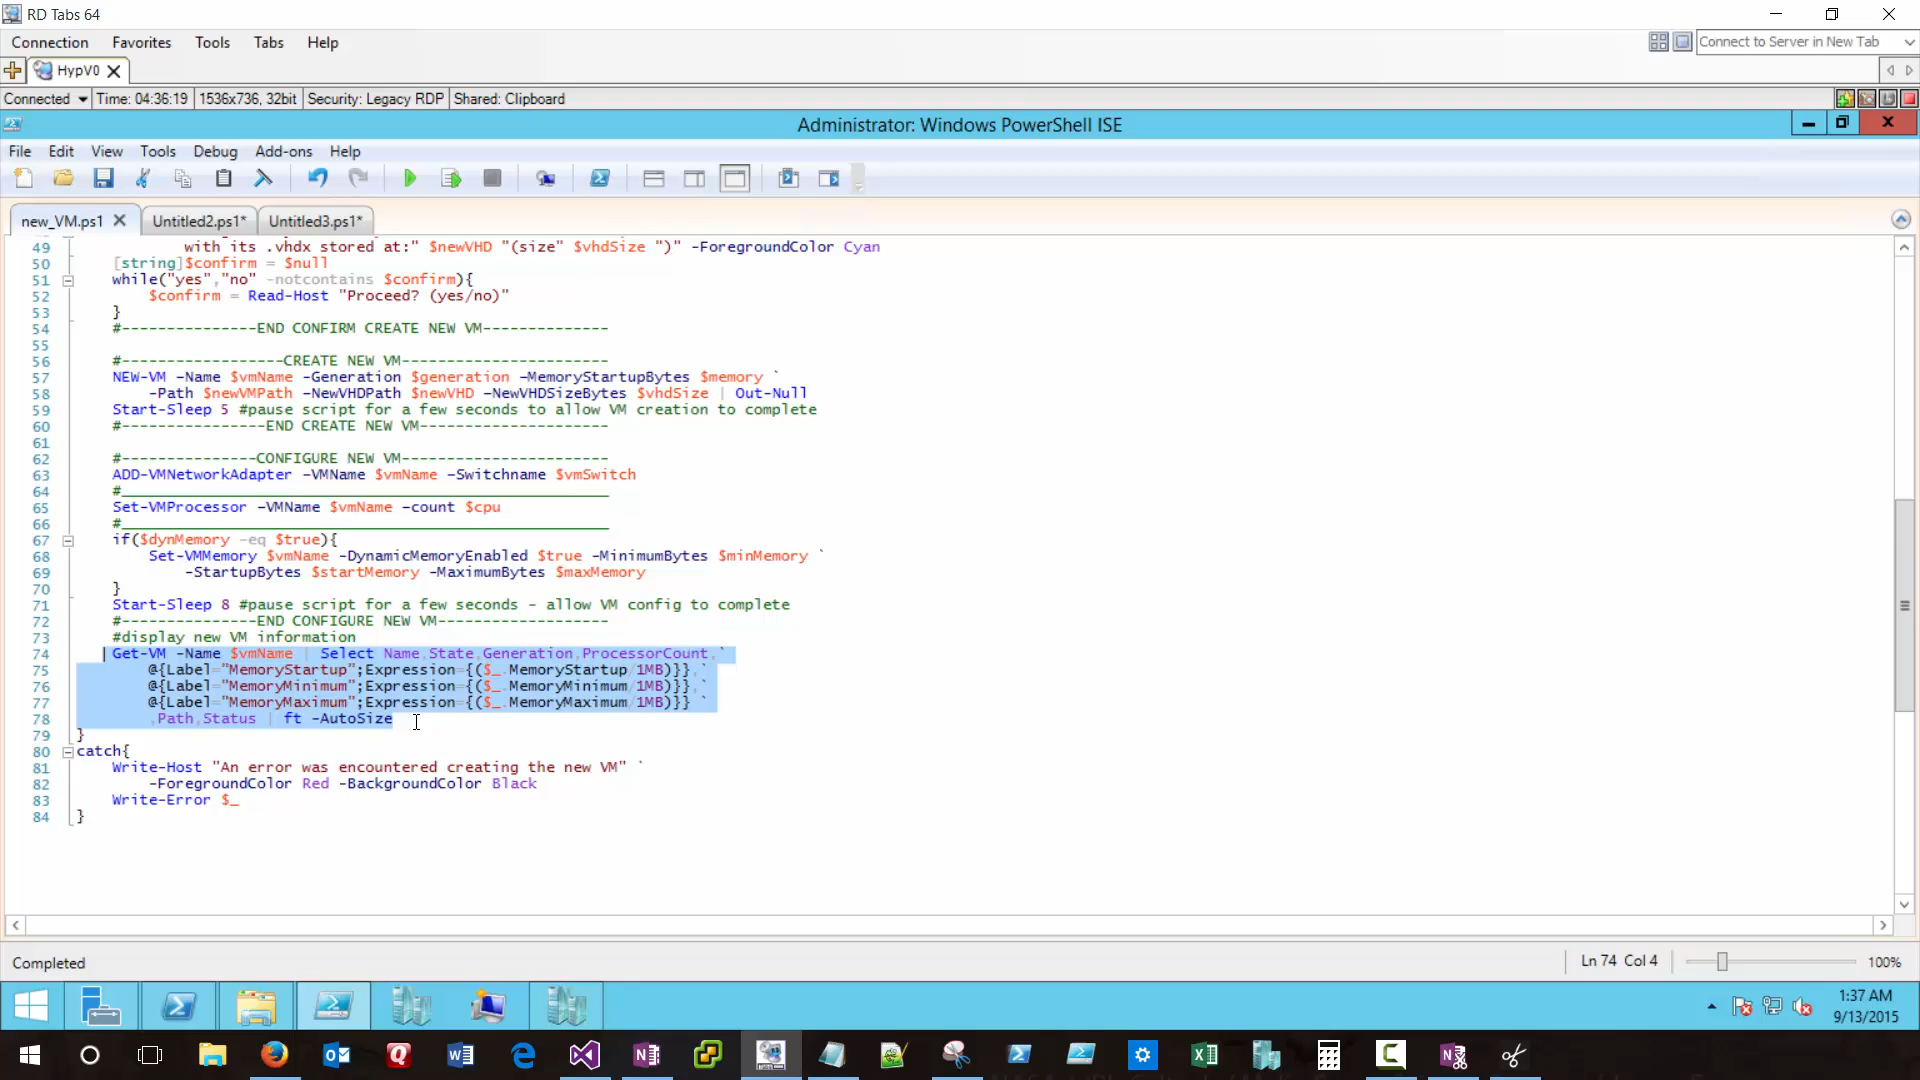 RD Tabs 64
Connection Favorites Tools Tabs Help
Connect to Server in New Tab
HypV0
Connected Time: 04:36:19 1536x736, 32bit Security: Legacy RDP Shared: Clipboard
Administrator: Windows PowerShell ISE
File Edit View Tools Debug Add-ons Help
new_VM.ps1 Untitled2.ps1* Untitled3.ps1*
49 with its .vhdx stored at:" $newVHD "(size" $vhdSize ")" -ForegroundColor Cyan
50 [string]$confirm = $null
51 while("yes","no" -notcontains $confirm){
52 $confirm = Read-Host "Proceed? (yes/no)"
53 }
54 #---------------END CONFIRM CREATE NEW VM--------------
55
56 #------------------CREATE NEW VM-----------------------
57 NEW-VM -Name $vmName -Generation $generation -MemoryStartupBytes $memory `
58 -Path $newVMPath -NewVHDPath $newVHD -NewVHDSizeBytes $vhdSize | Out-Null
59 Start-Sleep 5 #pause script for a few seconds to allow VM creation to complete
60 #----------------END CREATE NEW VM---------------------
61
62 #---------------CONFIGURE NEW VM-----------------------
63 ADD-VMNetworkAdapter -VMName $vmName -Switchname $vmSwitch
64 #______________________________________________________
65 Set-VMProcessor -VMName $vmName -count $cpu
66 #______________________________________________________
67 if($dynMemory -eq $true){
68 Set-VMMemory $vmName -DynamicMemoryEnabled $true -MinimumBytes $minMemory `
69 -StartupBytes $startMemory -MaximumBytes $maxMemory
70 }
71 Start-Sleep 8 #pause script for a few seconds - allow VM config to complete
72 #---------------END CONFIGURE NEW VM-------------------
73 #display new VM information
74 Get-VM -Name $vmName | Select Name,State,Generation,ProcessorCount,`
75 @{Label="MemoryStartup";Expression={($_.MemoryStartup/1MB)}},`
76 @{Label="MemoryMinimum";Expression={($_.MemoryMinimum/1MB)}},`
77 @{Label="MemoryMaximum";Expression={($_.MemoryMaximum/1MB)}} `
78 ,Path,Status | ft -AutoSize
79 }
80 catch{
81 Write-Host "An error was encountered creating the new VM" `
82 -ForegroundColor Red -BackgroundColor Black
83 Write-Error $_
84 }
Completed Ln 74 Col 4 100%
1:37 AM
9/13/2015